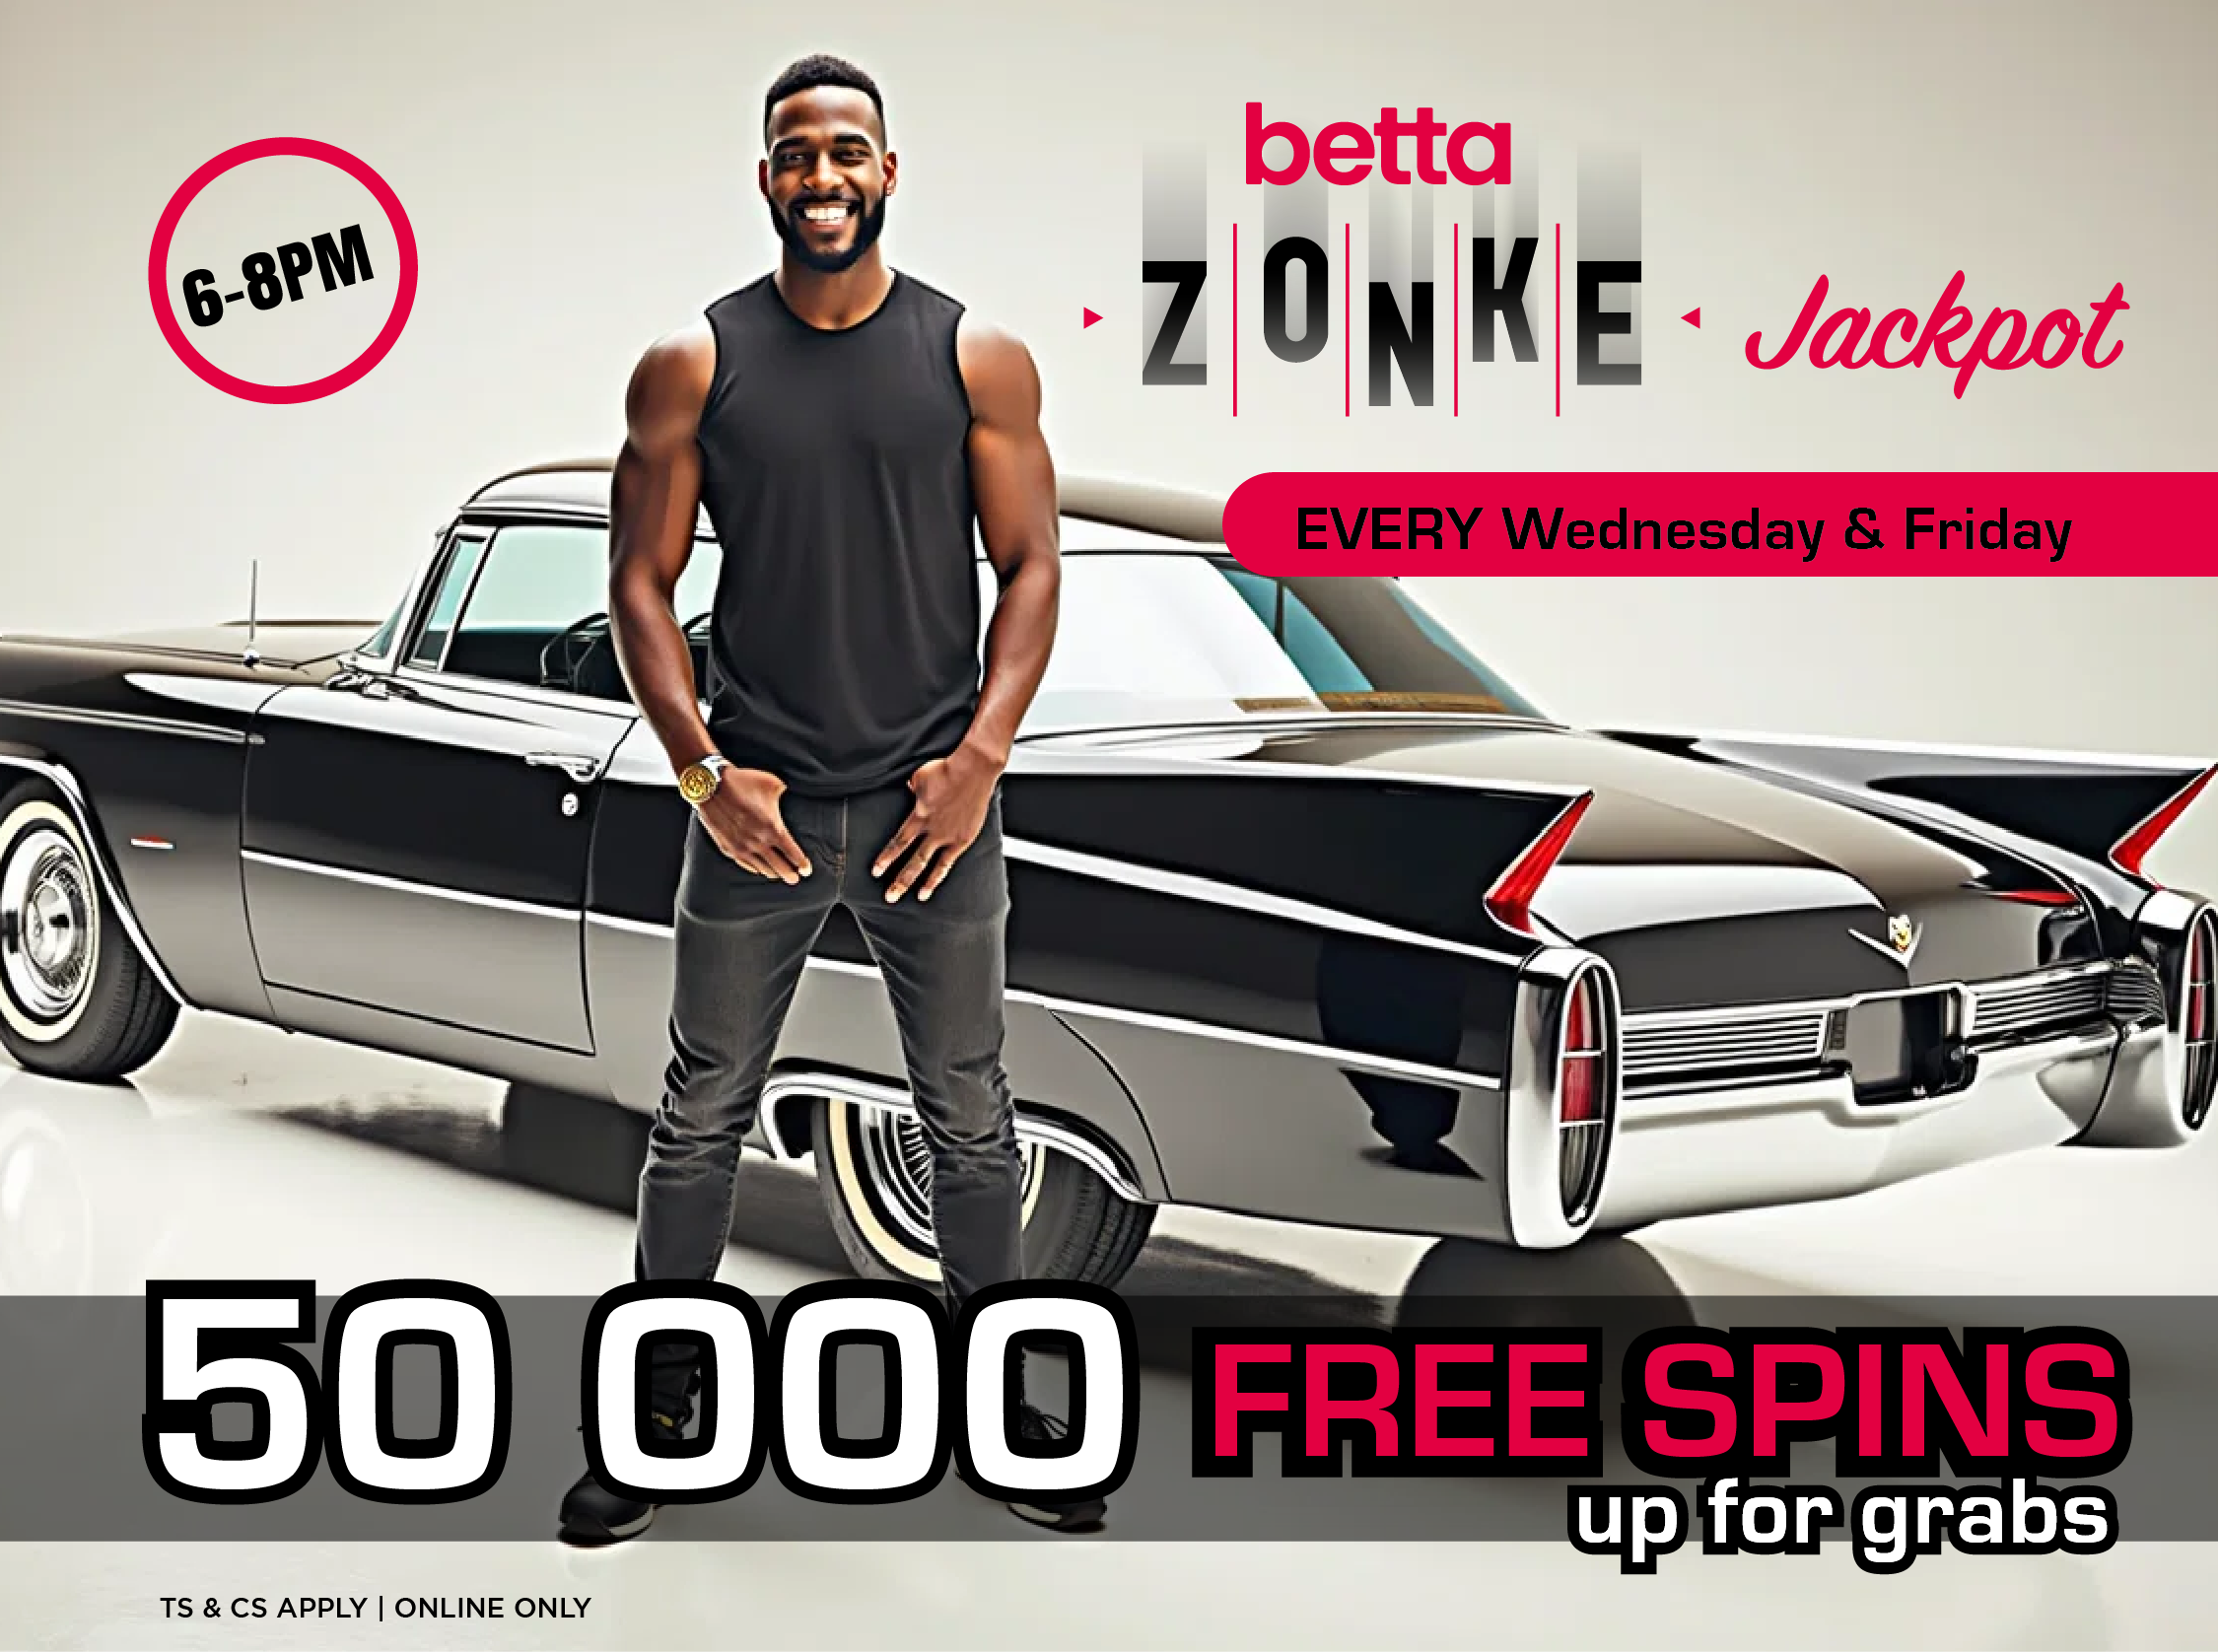 6-8PM
betta
ZONKE
Jackpot
EVERY Wednesday & Friday
50 000 FREE SPINS
up for grabs
TS & CS APPLY | ONLINE ONLY